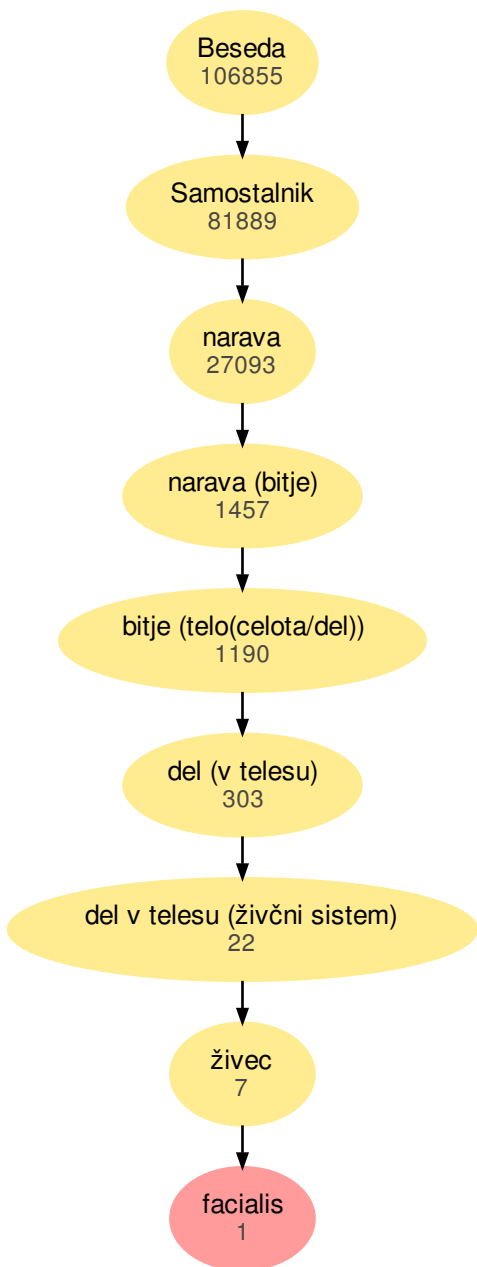 Beseda
106855
Samostalnik
81889
narava
27093
narava (bitje)
1457
bitje (telo(celota/del))
1190
del (v telesu)
303
del v telesu (živčni sistem)
22
živec
7
facialis
1